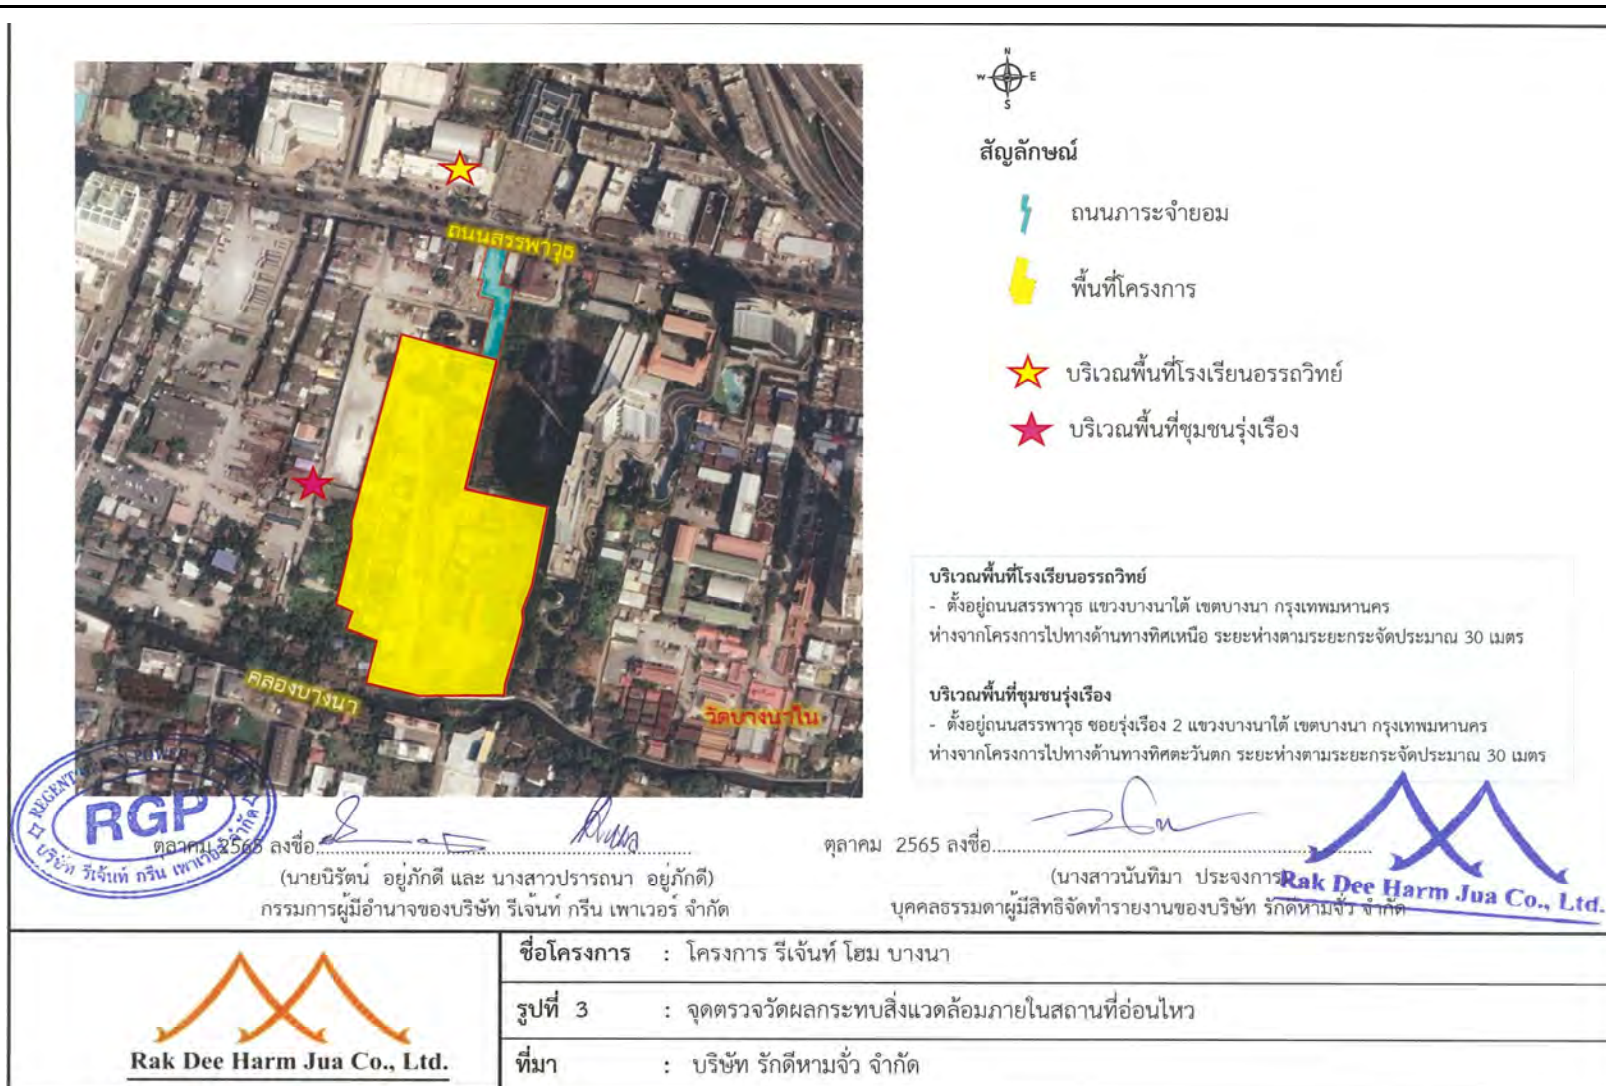 N
W E
S
สัญลักษณ์
ถนนภาระจำยอม
พื้นที่โครงการ
บริเวณพื้นที่โรงเรียนอรรถวิทย์
บริเวณพื้นที่ชุมชนรุ่งเรือง
ถนนสรรพาวุธ
คลองบางนา
วัดบางนาใน
บริเวณพื้นที่โรงเรียนอรรถวิทย์
- ตั้งอยู่ถนนสรรพาวุธ แขวงบางนาใต้ เขตบางนา กรุงเทพมหานคร
ห่างจากโครงการไปทางด้านทางทิศเหนือ ระยะห่างตามระยะกระจัดประมาณ 30 เมตร
บริเวณพื้นที่ชุมชนรุ่งเรือง
- ตั้งอยู่ถนนสรรพาวุธ ซอยรุ่งเรือง 2 แขวงบางนาใต้ เขตบางนา กรุงเทพมหานคร
ห่างจากโครงการไปทางด้านทางทิศตะวันตก ระยะห่างตามระยะกระจัดประมาณ 30 เมตร
REGENT POWER
RGP
บริษัท รีเจ้นท์ กรีน เพาเวอร์ จำกัด
ตุลาคม 2565 ลงชื่อ
(นายนิรัตน์ อยู่ภักดี และ นางสาวปรารถนา อยู่ภักดี)
กรรมการผู้มีอำนาจของบริษัท รีเจ้นท์ กรีน เพาเวอร์ จำกัด
ตุลาคม 2565 ลงชื่อ
(นางสาวนันทิมา ประจงการ
บุคคลธรรมดาผู้มีสิทธิจัดทำรายงานของบริษัท รักดีหามจั่ว จำกัด
Rak Dee Harm Jua Co., Ltd.
Rak Dee Harm Jua Co., Ltd.
ชื่อโครงการ : โครงการ รีเจ้นท์ โฮม บางนา
รูปที่ 3 : จุดตรวจวัดผลกระทบสิ่งแวดล้อมภายในสถานที่อ่อนไหว
ที่มา : บริษัท รักดีหามจั่ว จำกัด